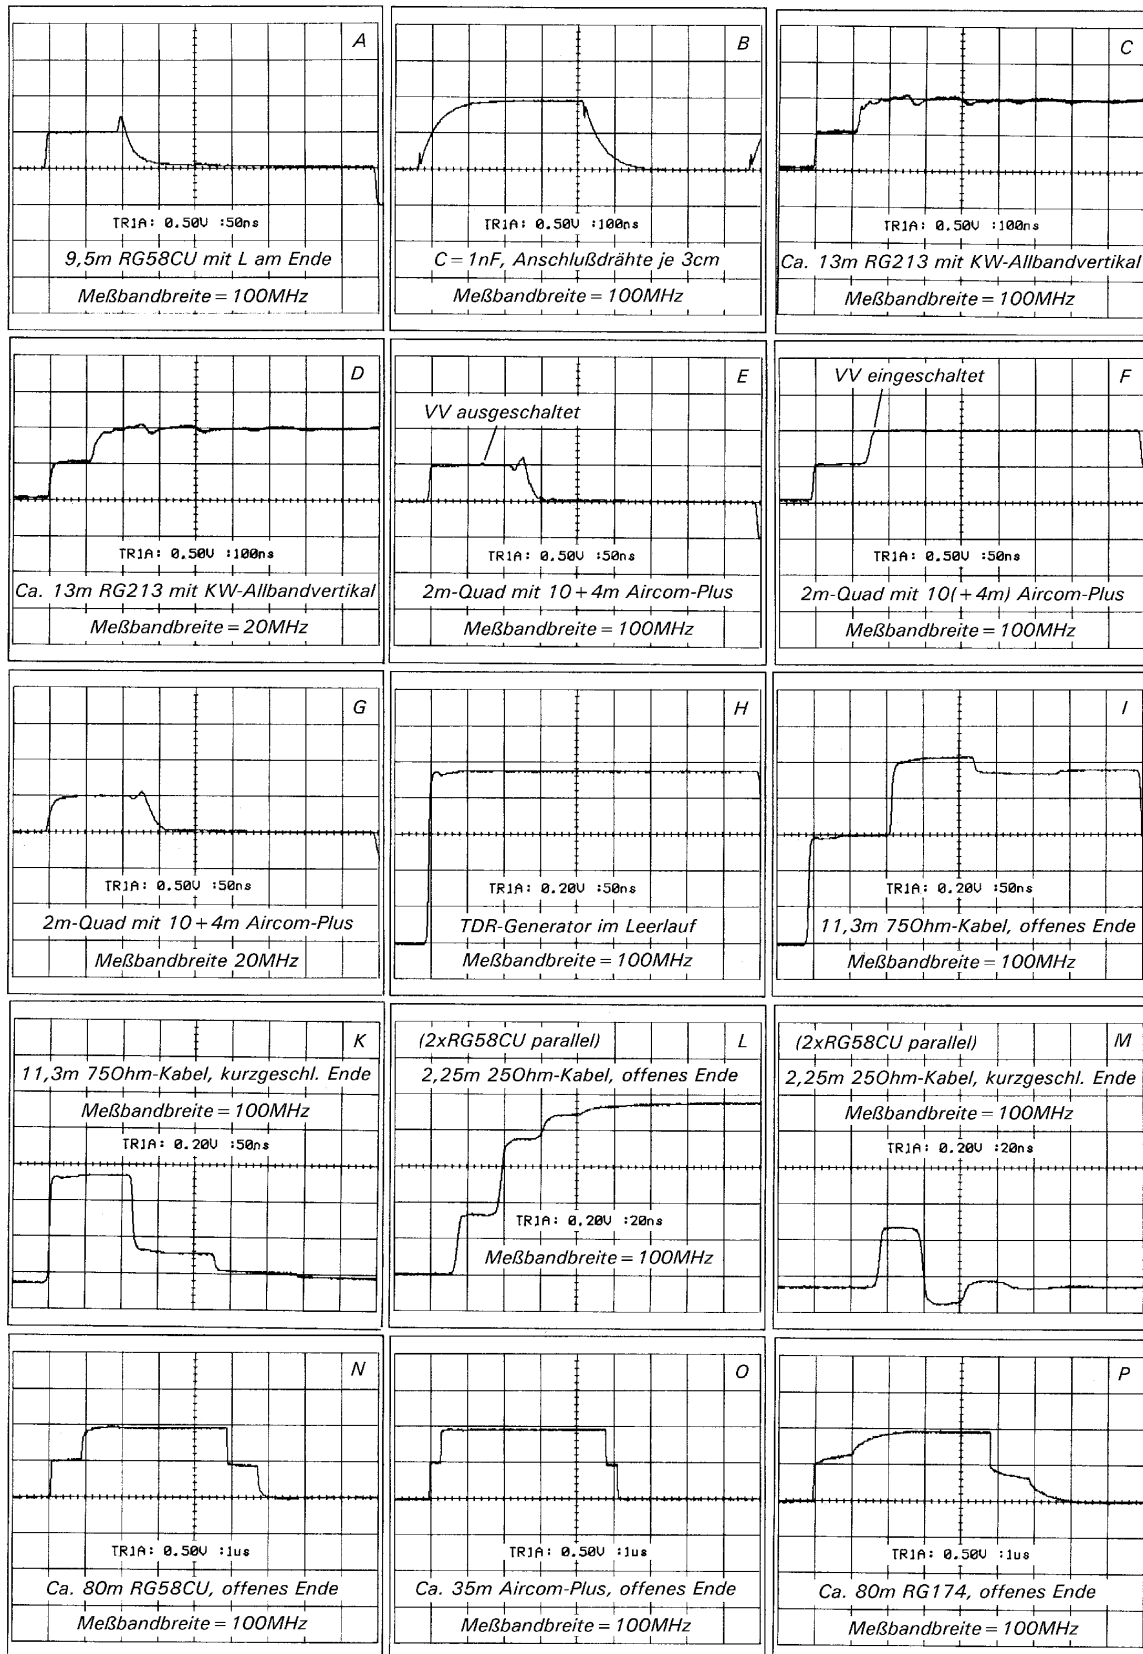 A
TR1A: 0.50V :50ns
9,5m RG58CU mit L am Ende
Meßbandbreite = 100MHz
B
TR1A: 0.50V :100ns
C = 1nF, Anschlußdrähte je 3cm
Meßbandbreite = 100MHz
C
TR1A: 0.50V :100ns
Ca. 13m RG213 mit KW-Allbandvertikal
Meßbandbreite = 100MHz
D
TR1A: 0.50V :100ns
Ca. 13m RG213 mit KW-Allbandvertikal
Meßbandbreite = 20MHz
E
VV ausgeschaltet
TR1A: 0.50V :50ns
2m-Quad mit 10 + 4m Aircom-Plus
Meßbandbreite = 100MHz
VV eingeschaltet
F
TR1A: 0.50V :50ns
2m-Quad mit 10(+ 4m) Aircom-Plus
Meßbandbreite = 100MHz
G
TR1A: 0.50V :50ns
2m-Quad mit 10 + 4m Aircom-Plus
Meßbandbreite 20MHz
H
TR1A: 0.20V :50ns
TDR-Generator im Leerlauf
Meßbandbreite = 100MHz
I
TR1A: 0.20V :50ns
11,3m 75Ohm-Kabel, offenes Ende
Meßbandbreite = 100MHz
K
11,3m 75Ohm-Kabel, kurzgeschl. Ende
Meßbandbreite = 100MHz
TR1A: 0.20V :50ns
(2xRG58CU parallel) L
2,25m 25Ohm-Kabel, offenes Ende
TR1A: 0.20V :20ns
Meßbandbreite = 100MHz
(2xRG58CU parallel) M
2,25m 25Ohm-Kabel, kurzgeschl. Ende
Meßbandbreite = 100MHz
TR1A: 0.20V :20ns
N
TR1A: 0.50V :1us
Ca. 80m RG58CU, offenes Ende
Meßbandbreite = 100MHz
O
TR1A: 0.50V :1us
Ca. 35m Aircom-Plus, offenes Ende
Meßbandbreite = 100MHz
P
TR1A: 0.50V :1us
Ca. 80m RG174, offenes Ende
Meßbandbreite = 100MHz